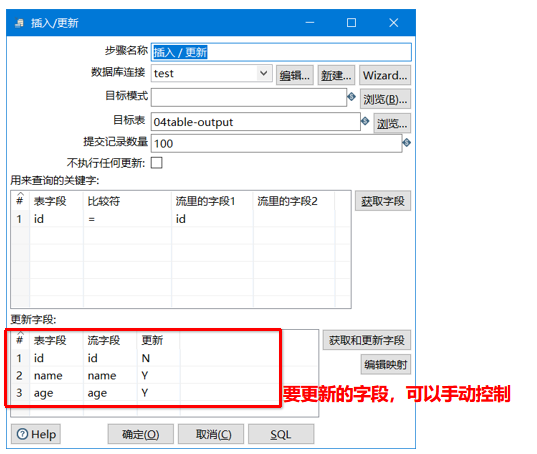 插入/更新
步骤名称 插入 / 更新
数据库连接 test 编辑... 新建... Wizard...
目标模式 浏览(B)...
目标表 04table-output 浏览...
提交记录数量 100
不执行任何更新:
用来查询的关键字:
# 表字段 比较符 流里的字段1 流里的字段2 获取字段
1 id = id
更新字段:
# 表字段 流字段 更新 获取和更新字段
1 id id N
编辑映射
2 name name Y
3 age age Y
要更新的字段，可以手动控制
Help 确定(O) 取消(C) SQL